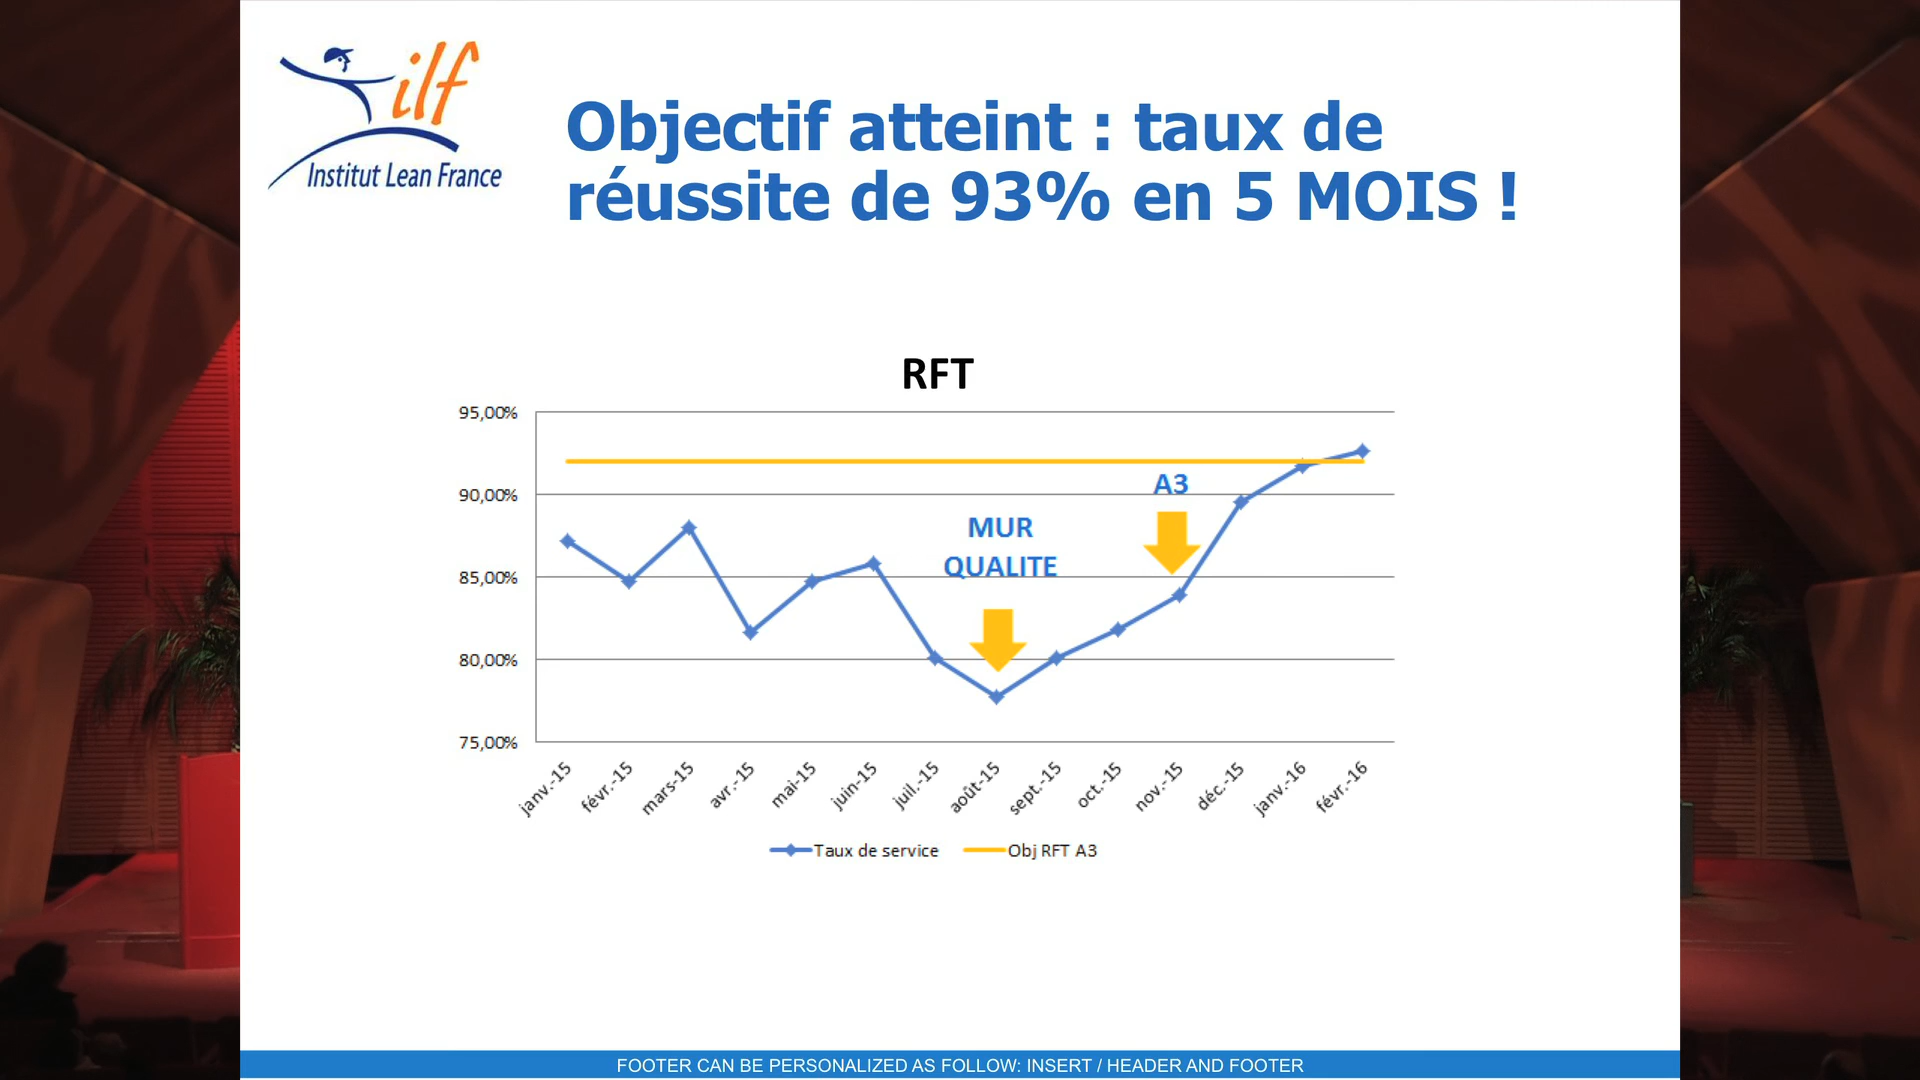 ilf
Institut Lean France
Objectif atteint : taux de
réussite de 93% en 5 MOIS !
RFT
95,00%
90,00%
85,00%
80,00%
75,00%
A3
MUR
QUALITE
janv.-15
févr.-15
mars-15
avr.-15
mai-15
juin-15
juil.-15
août-15
sept.-15
oct.-15
nov.-15
déc.-15
janv.-16
févr.-16
Taux de service
Obj RFT A3
FOOTER CAN BE PERSONALIZED AS FOLLOW: INSERT / HEADER AND FOOTER